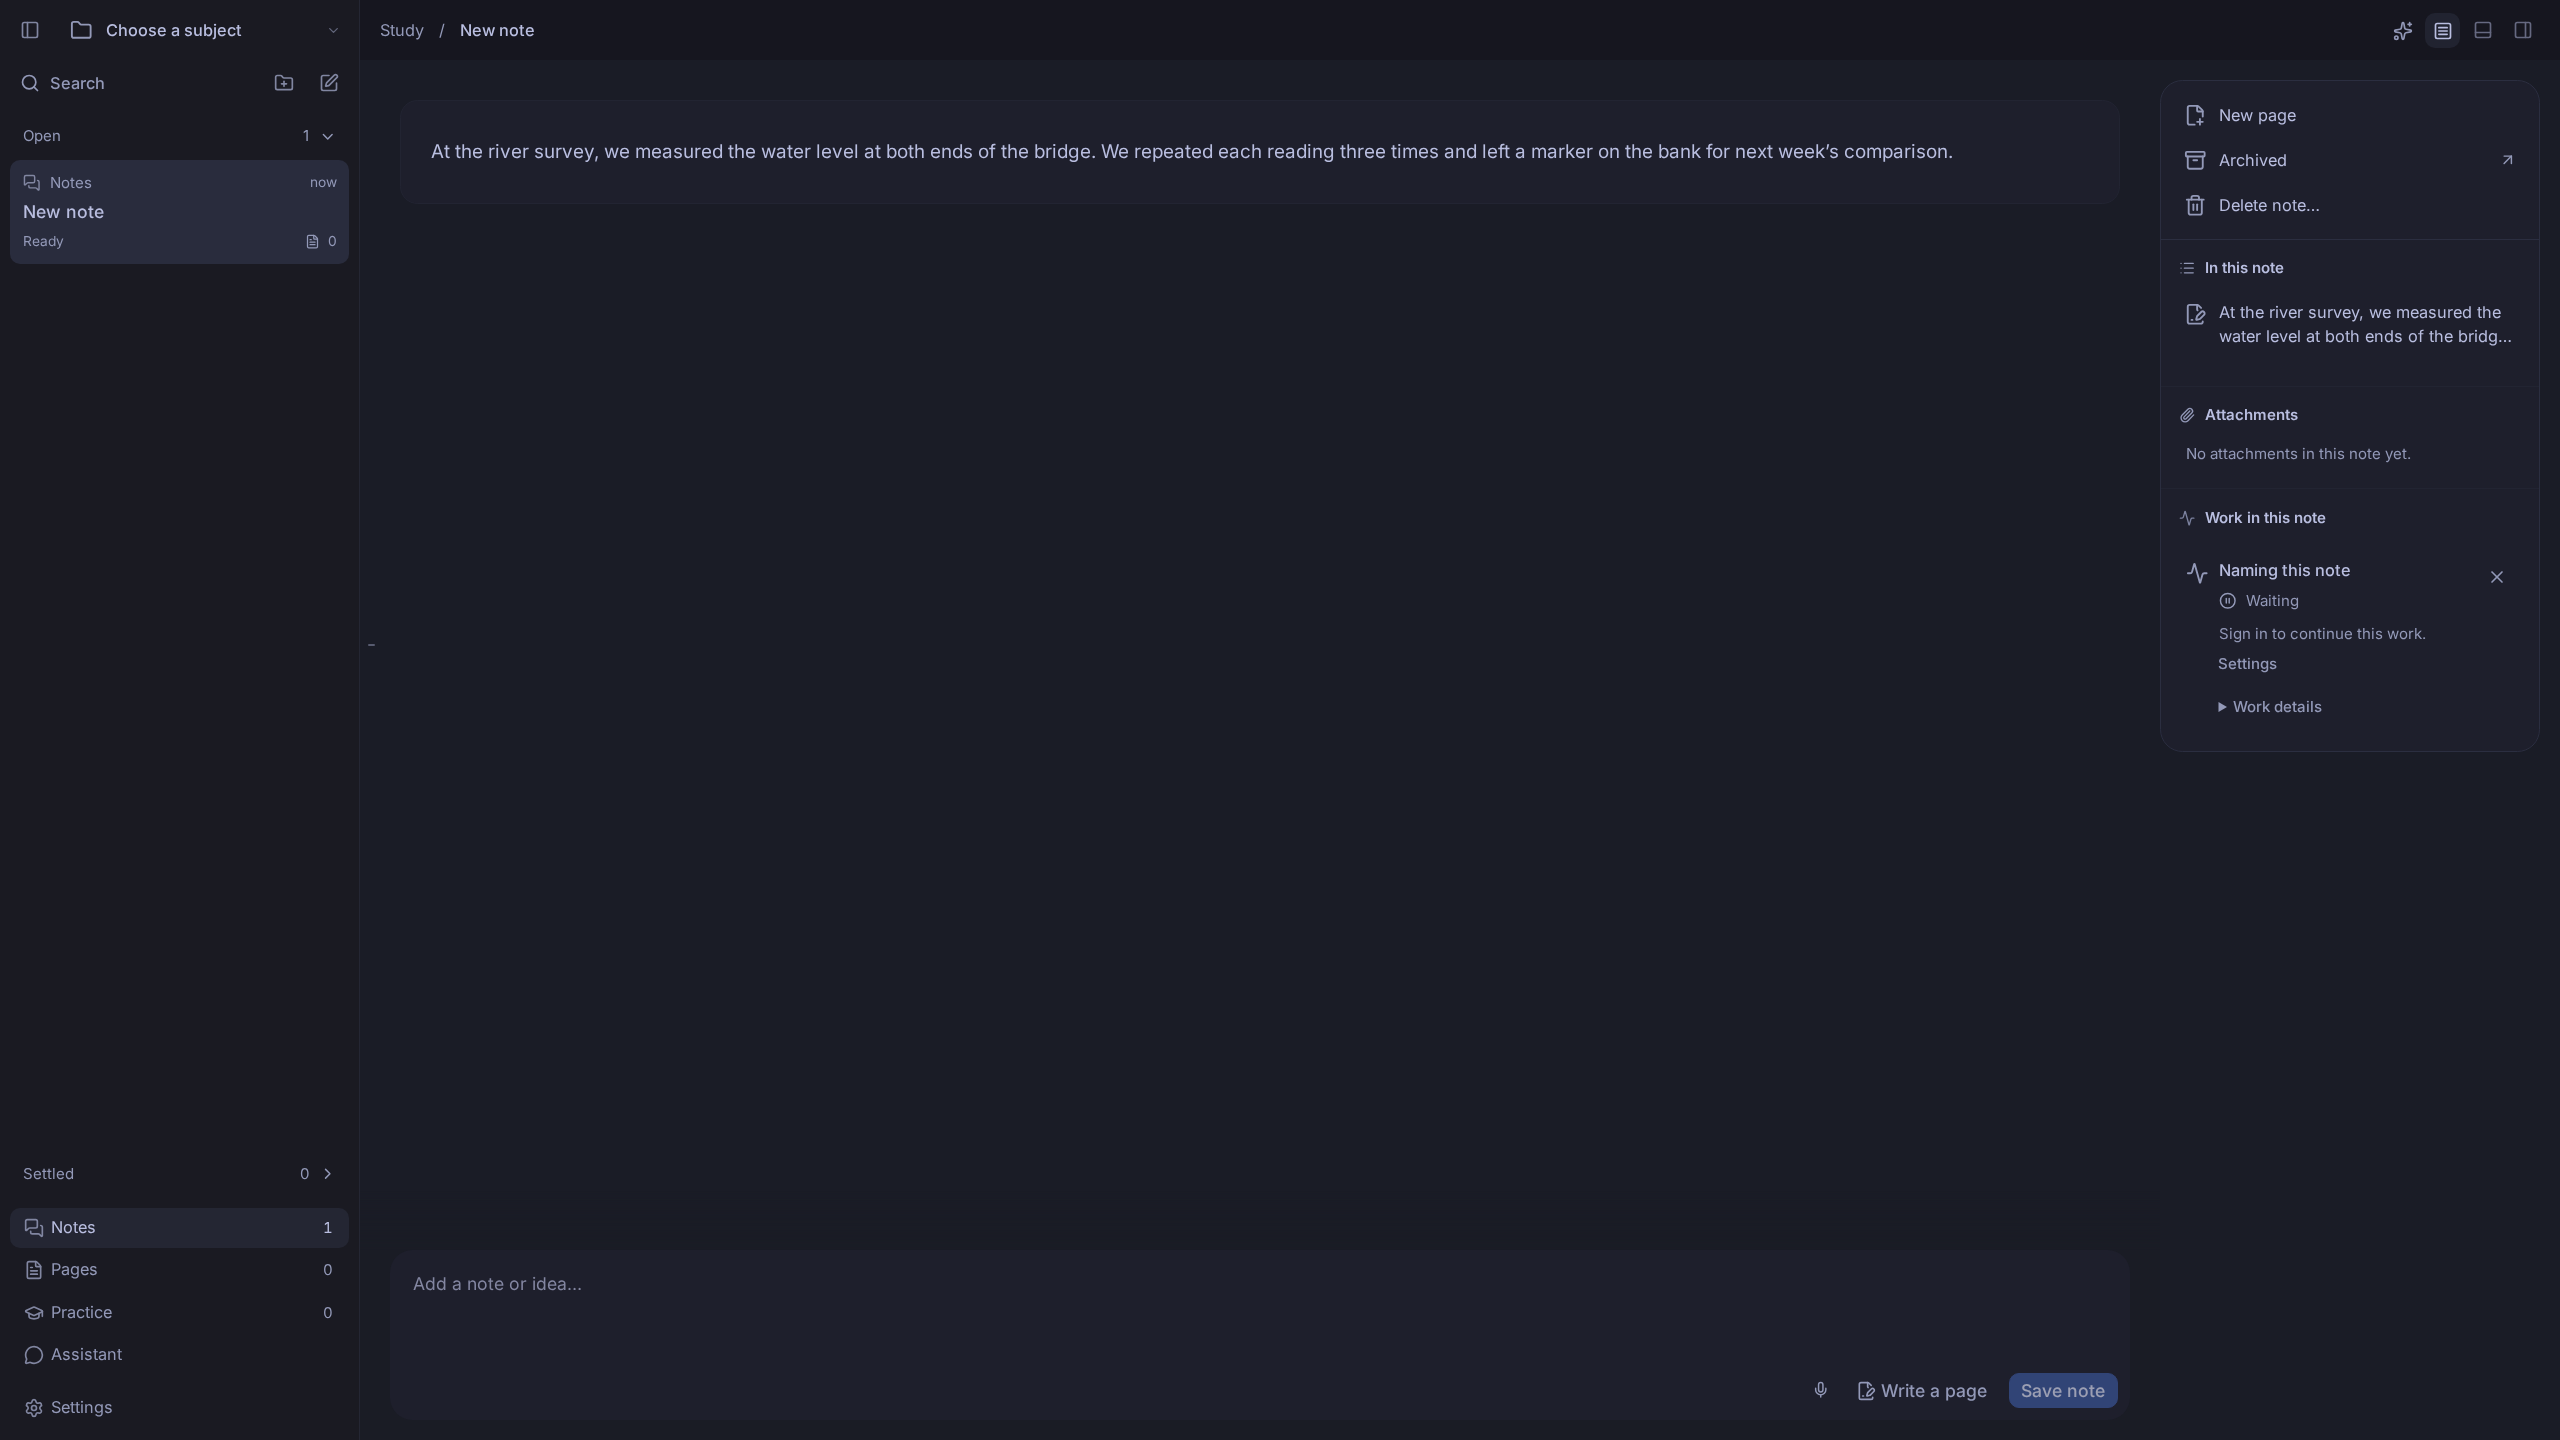 Choose a subject
Search
Open 1
Notes now
New note
Ready 0
Settled 0
Notes 1
Pages 0
Practice 0
Assistant
Settings
Study / New note
At the river survey, we measured the water level at both ends of the bridge. We repeated each reading three times and left a marker on the bank for next week’s comparison.
Add a note or idea...
Write a page Save note
New page
Archived
Delete note...
In this note
At the river survey, we measured the
water level at both ends of the bridg...
Attachments
No attachments in this note yet.
Work in this note
Naming this note
Waiting
Sign in to continue this work.
Settings
Work details